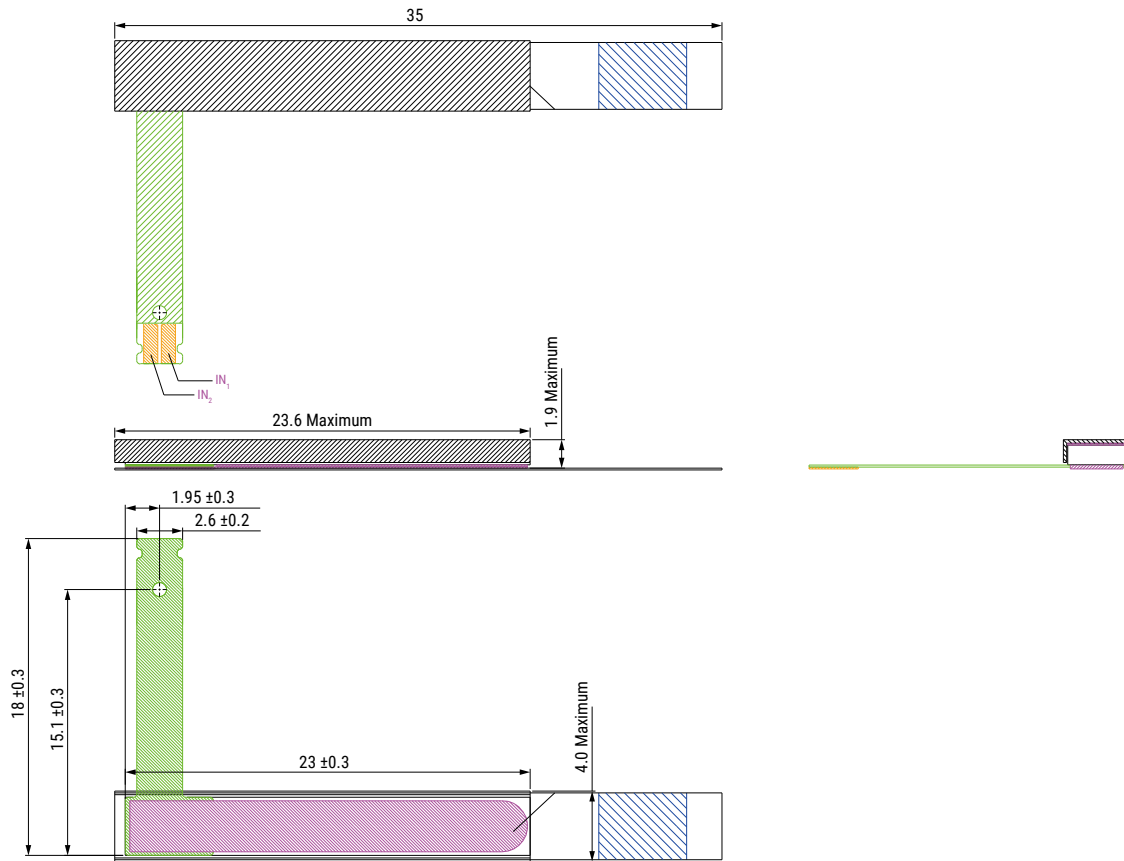 35
IN1
IN2
1.9 Maximum
23.6 Maximum
1.95 ±0.3
2.6 ±0.2
18 ±0.3
15.1 ±0.3
23 ±0.3
4.0 Maximum